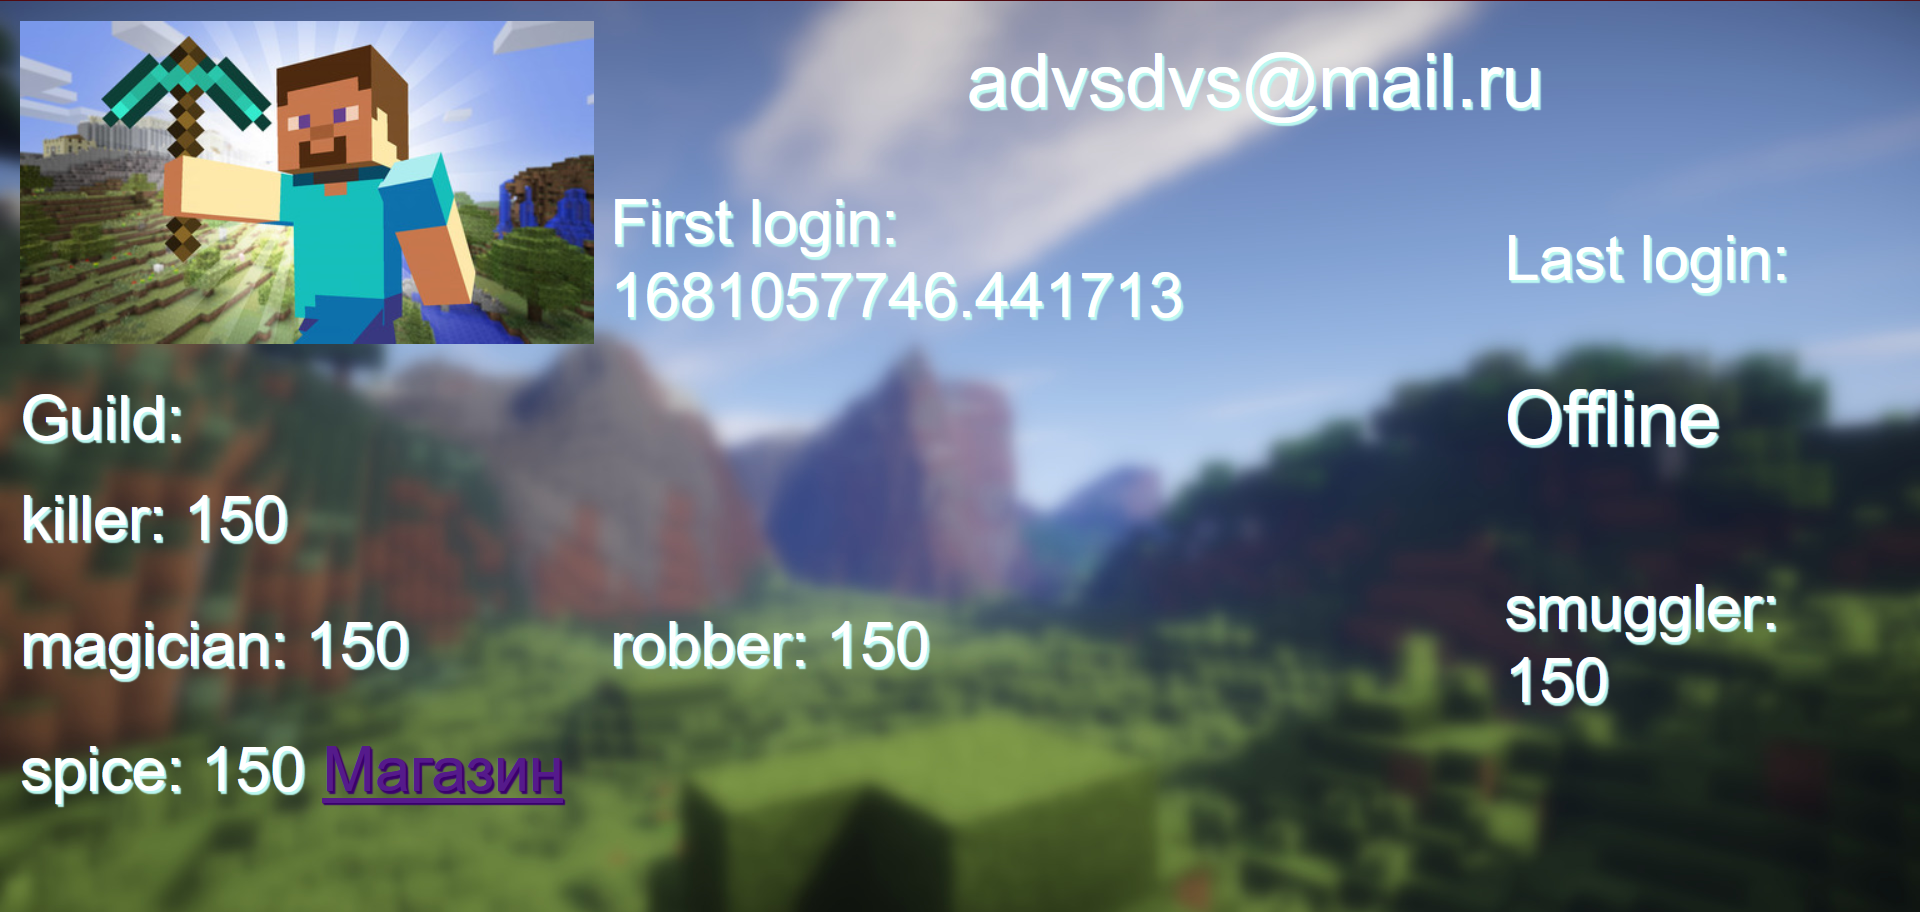 advsdvs@mail.ru
First login:
1681057746.441713
Last login:
Guild:
Offline
killer: 150
magician: 150
robber: 150
smuggler:
150
spice: 150 Магазин